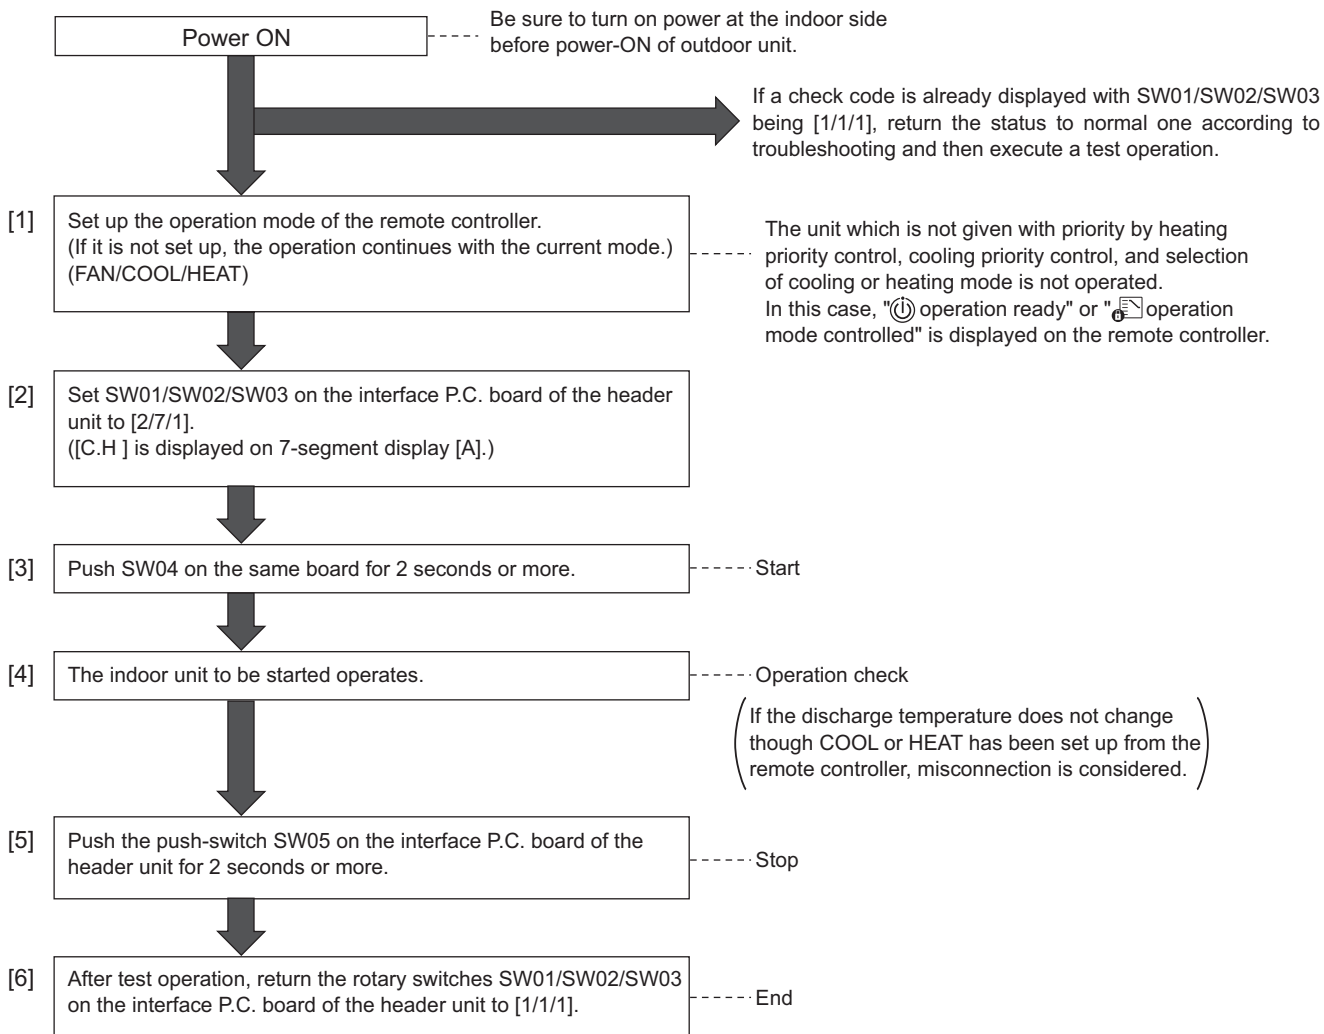 Power ON
Be sure to turn on power at the indoor side
before power-ON of outdoor unit.
If a check code is already displayed with SW01/SW02/SW03
being [1/1/1], return the status to normal one according to
troubleshooting and then execute a test operation.
[1]
Set up the operation mode of the remote controller.
(If it is not set up, the operation continues with the current mode.)
(FAN/COOL/HEAT)
The unit which is not given with priority by heating
priority control, cooling priority control, and selection
of cooling or heating mode is not operated.
In this case, " operation ready" or " operation
mode controlled" is displayed on the remote controller.
[2]
Set SW01/SW02/SW03 on the interface P.C. board of the header
unit to [2/7/1].
([C.H ] is displayed on 7-segment display [A].)
[3]
Push SW04 on the same board for 2 seconds or more.
Start
[4]
The indoor unit to be started operates.
Operation check
If the discharge temperature does not change
though COOL or HEAT has been set up from the
remote controller, misconnection is considered.
[5]
Push the push-switch SW05 on the interface P.C. board of the
header unit for 2 seconds or more.
Stop
[6]
After test operation, return the rotary switches SW01/SW02/SW03
on the interface P.C. board of the header unit to [1/1/1].
End